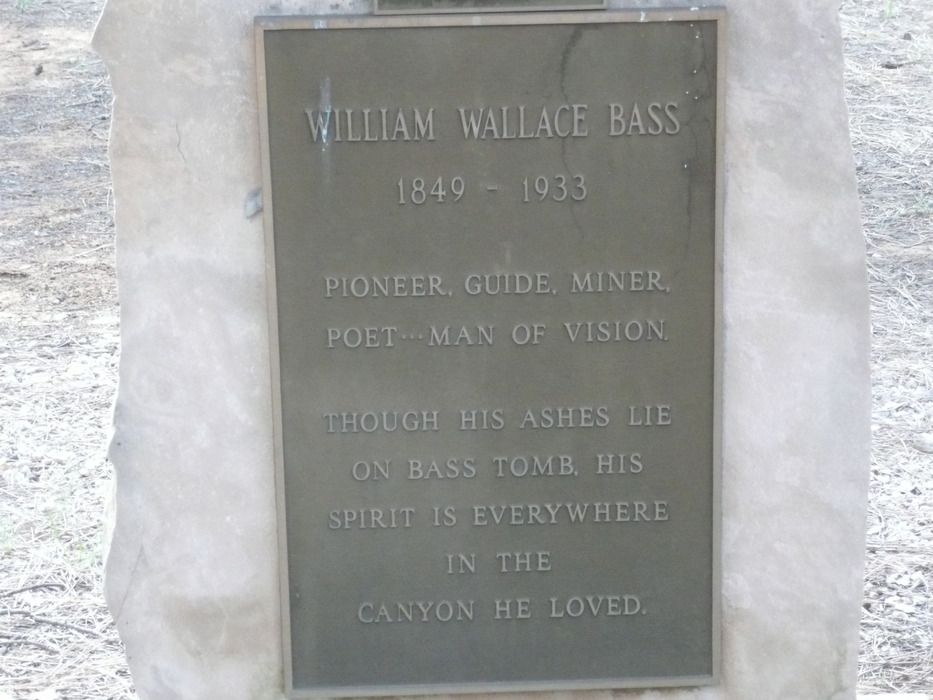 WILLIAM WALLACE BASS
1849 - 1933
PIONEER, GUIDE, MINER,
POET···MAN OF VISION.
THOUGH HIS ASHES LIE
ON BASS TOMB, HIS
SPIRIT IS EVERYWHERE
IN THE
CANYON HE LOVED.